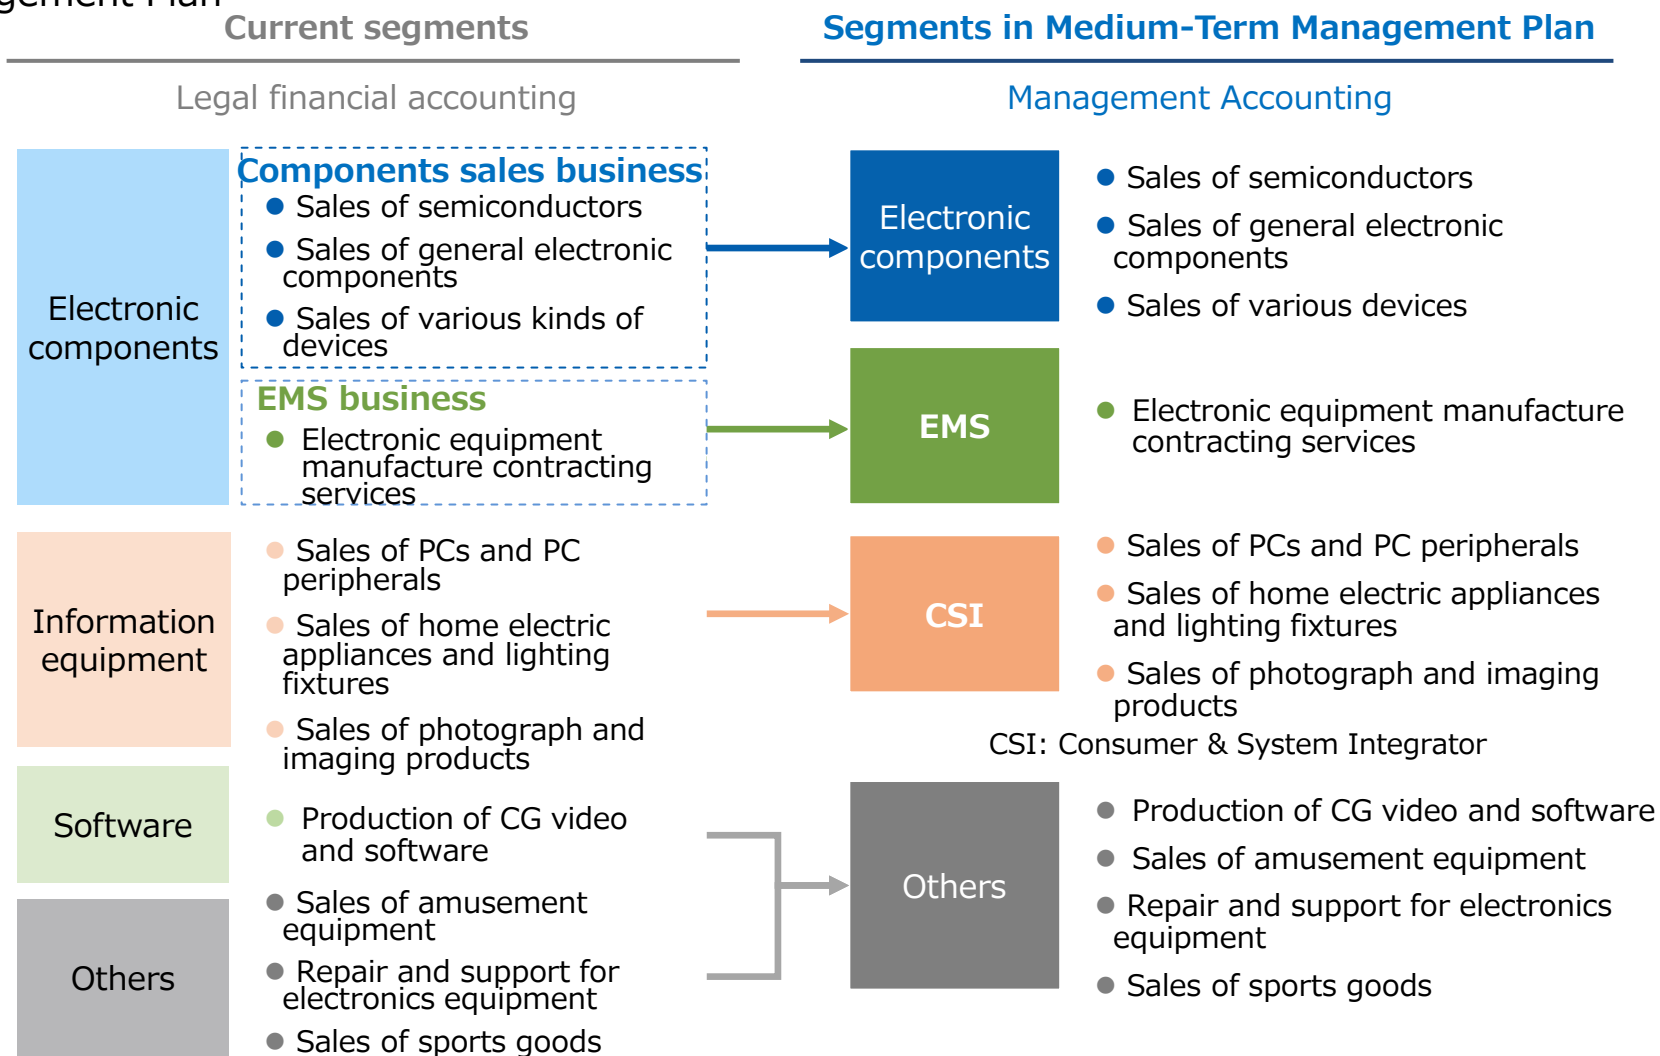 gement Plan
Current segments
Segments in Medium-Term Management Plan
Legal financial accounting
Management Accounting
Electronic
components
Components sales business
● Sales of semiconductors
● Sales of general electronic
components
● Sales of various kinds of
devices
EMS business
● Electronic equipment
manufacture contracting
services
Electronic
components
● Sales of semiconductors
● Sales of general electronic
components
● Sales of various devices
EMS
● Electronic equipment manufacture
contracting services
Information
equipment
● Sales of PCs and PC
peripherals
● Sales of home electric
appliances and lighting
fixtures
● Sales of photograph and
imaging products
CSI
● Sales of PCs and PC peripherals
● Sales of home electric appliances
and lighting fixtures
● Sales of photograph and imaging
products
CSI: Consumer & System Integrator
Software
● Production of CG video
and software
Others
● Sales of amusement
equipment
● Repair and support for
electronics equipment
● Sales of sports goods
Others
● Production of CG video and software
● Sales of amusement equipment
● Repair and support for electronics
equipment
● Sales of sports goods